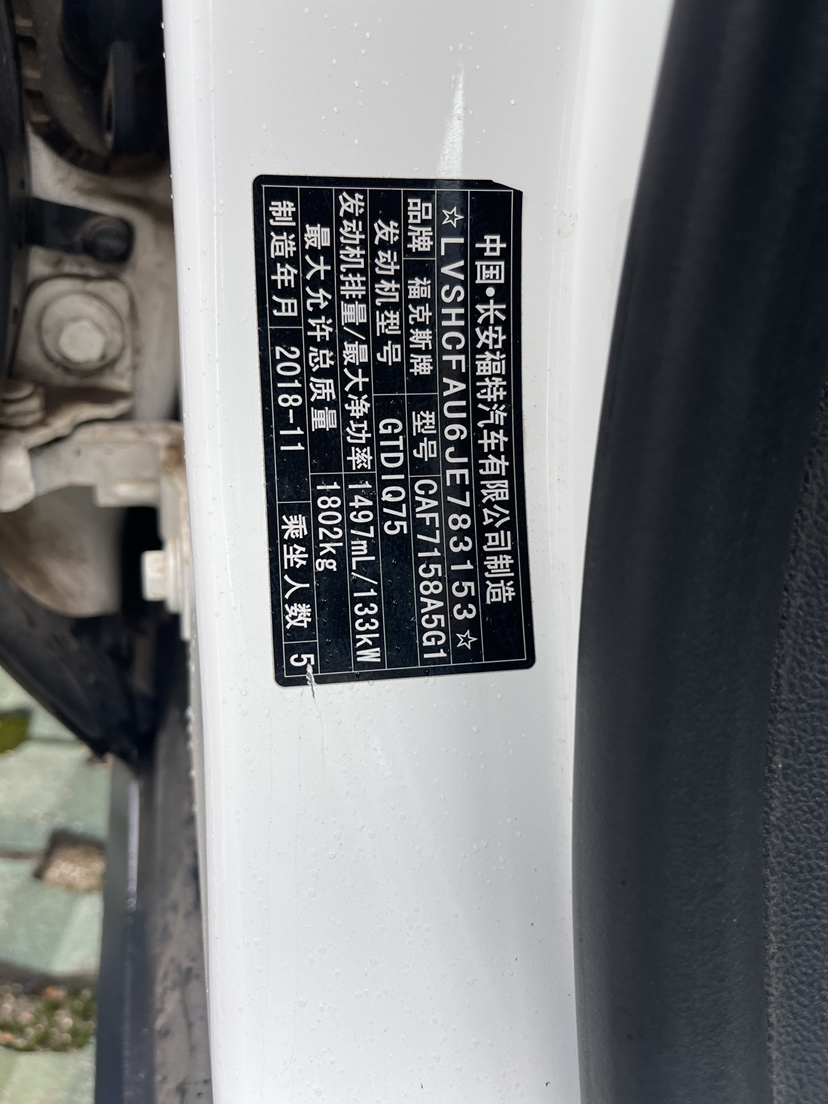 中国·长安福特汽车有限公司制造
☆LVSHCFAU6JE783153☆
品牌 福克斯牌 型号 CAF7158A5G1
发动机型号 GTDIQ75
发动机排量/最大净功率 1497mL/133kW
最大允许总质量 1802kg
制造年月 2018-11 乘坐人数 5